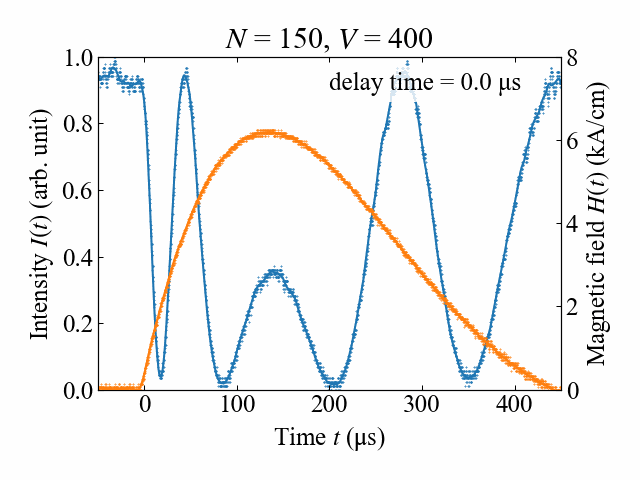 N = 150, V = 400
delay time = 0.0 μs
Intensity I(t) (arb. unit)
1.0
0.8
0.6
0.4
0.2
0.0
8
6
4
2
0
Magnetic field H(t) (kA/cm)
0 100 200 300 400
Time t (μs)